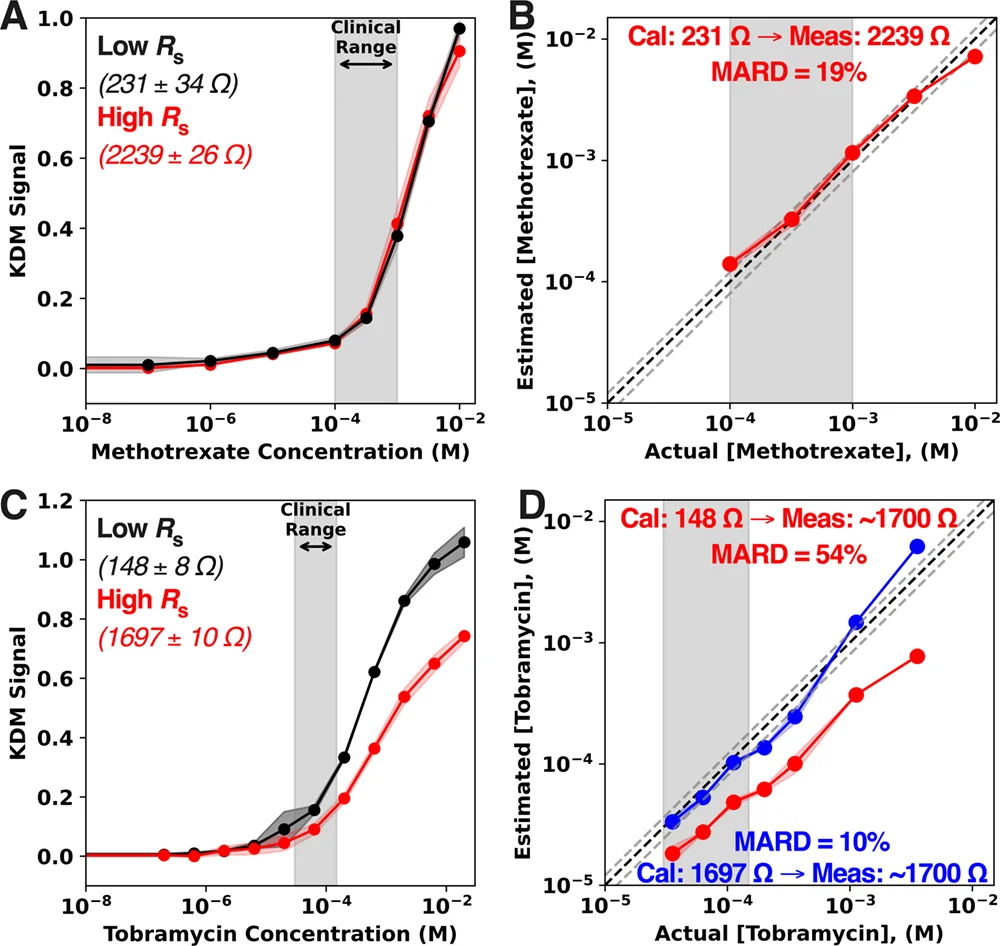 A
Low Rs
(231 ± 34 Ω)
High Rs
(2239 ± 26 Ω)
Clinical
Range
1.0
0.8
0.6
0.4
0.2
0.0
KDM Signal
10⁻⁸
10⁻⁶
10⁻⁴
10⁻²
Methotrexate Concentration (M)
B
Cal: 231 Ω → Meas: 2239 Ω
MARD = 19%
10⁻²
10⁻³
10⁻⁴
10⁻⁵
Estimated [Methotrexate], (M)
10⁻⁵
10⁻⁴
10⁻³
10⁻²
Actual [Methotrexate], (M)
C
Low Rs
(148 ± 8 Ω)
High Rs
(1697 ± 10 Ω)
Clinical
Range
1.2
1.0
0.8
0.6
0.4
0.2
0.0
KDM Signal
10⁻⁸
10⁻⁶
10⁻⁴
10⁻²
Tobramycin Concentration (M)
D
Cal: 148 Ω → Meas: ~1700 Ω
MARD = 54%
MARD = 10%
Cal: 1697 Ω → Meas: ~1700 Ω
10⁻²
10⁻³
10⁻⁴
10⁻⁵
Estimated [Tobramycin], (M)
10⁻⁵
10⁻⁴
10⁻³
10⁻²
Actual [Tobramycin], (M)